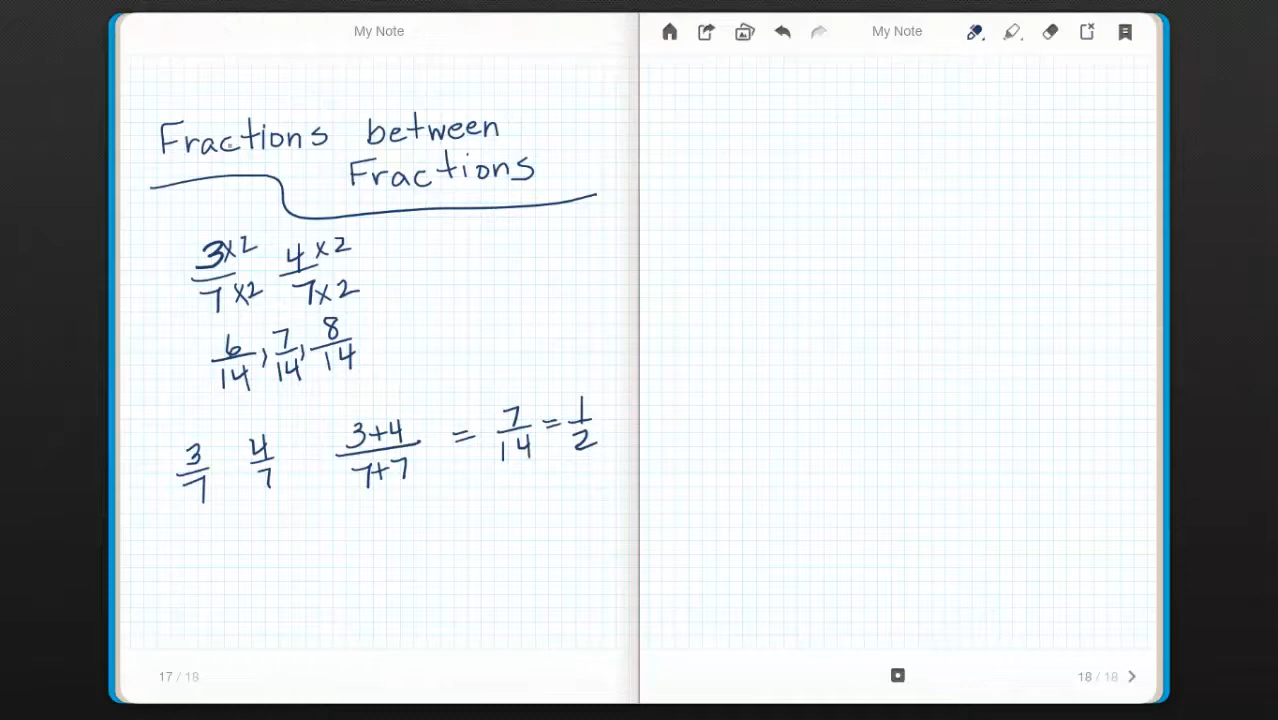 My Note
My Note
Fractions between
Fractions
3x2 4x2
7x2 7x2
6/14, 7/14, 8/14
3/7 4/7 3+4/7+7 = 7/14 = 1/2
17 / 18
18 / 18